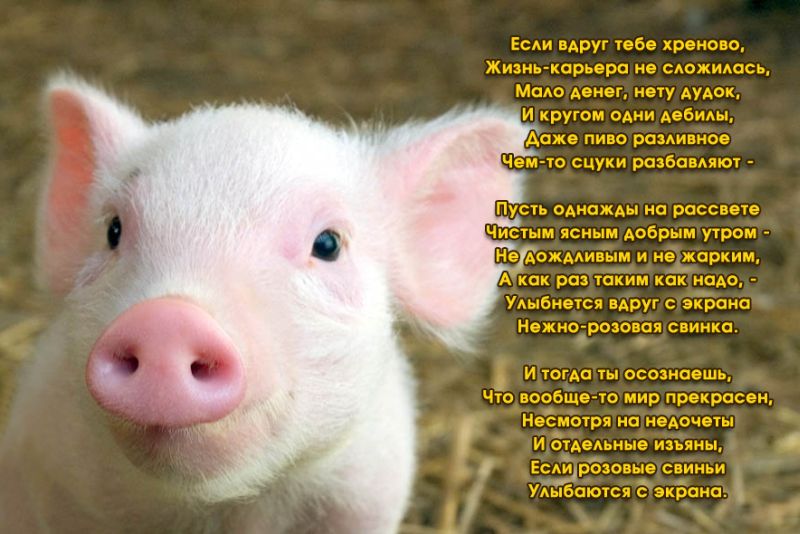 Если вдруг тебе хреново,
Жизнь-карьера не сложилась,
Мало денег, нету дудок,
И кругом одни дебилы,
Даже пиво разливное
Чем-то сцуки разбавляют -
Пусть однажды на рассвете
Чистым ясным добрым утром -
Не дождливым и не жарким,
А как раз таким как надо, -
Улыбнется вдруг с экрана
Нежно-розовая свинка.
И тогда ты осознаешь,
Что вообще-то мир прекрасен,
Несмотря на недочеты
И отдельные изъяны,
Если розовые свиньи
Улыбаются с экрана.